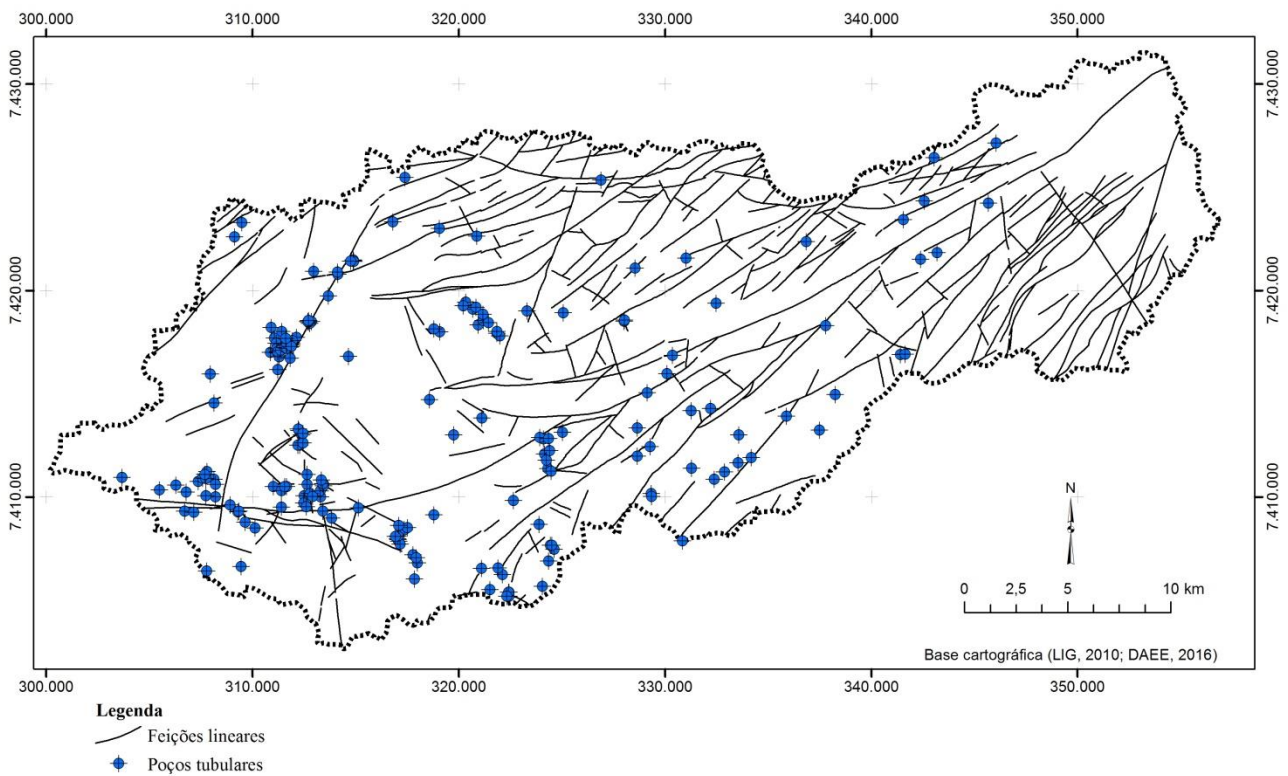 300.000 310.000 320.000 330.000 340.000 350.000
7.430.000 7.430.000
7.420.000 7.420.000
7.410.000 7.410.000
N
0 2,5 5 10 km
Base cartográfica (LIG, 2010; DAEE, 2016)
300.000 310.000 320.000 330.000 340.000 350.000
Legenda
Feições lineares
Poços tubulares